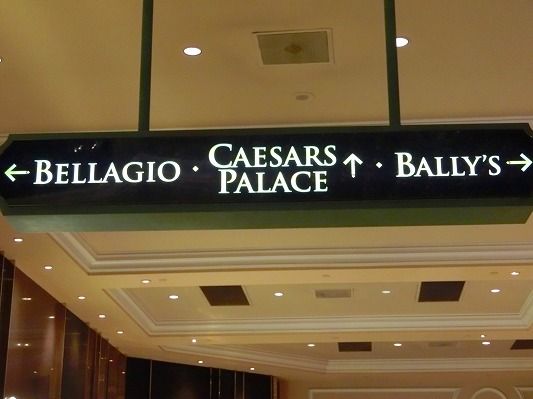 ← BELLAGIO · CAESARS PALACE ↑ · BALLY'S →